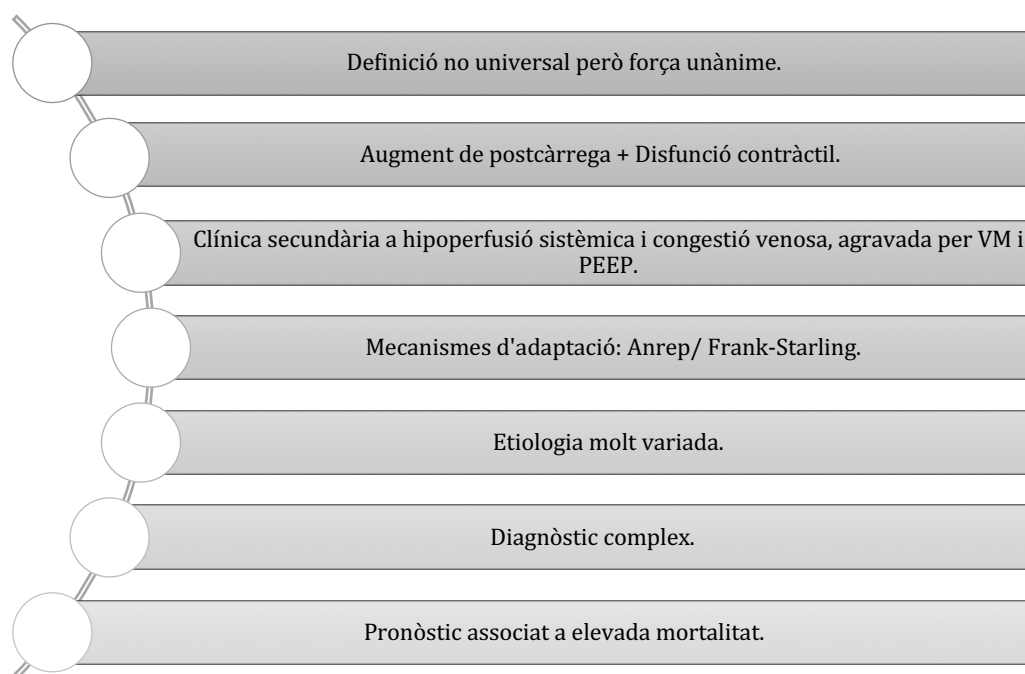 Definició no universal però força unànime.
Augment de postcàrrega + Disfunció contràctil.
Clínica secundària a hipoperfusió sistèmica i congestió venosa, agravada per VM i
PEEP.
Mecanismes d'adaptació: Anrep/ Frank-Starling.
Etiologia molt variada.
Diagnòstic complex.
Pronòstic associat a elevada mortalitat.